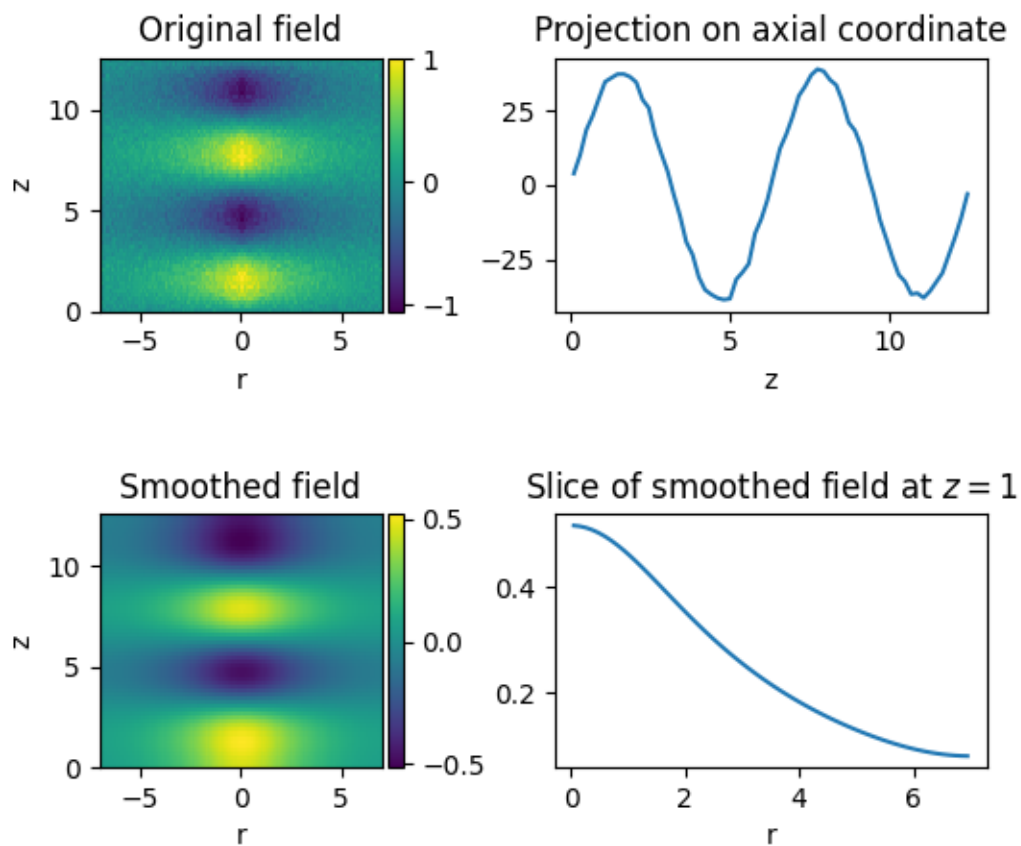 Original field
1
0
−1
10
5
0
z
−5 0 5
r
Projection on axial coordinate
25
0
−25
0 5 10
z
Smoothed field
0.5
0.0
−0.5
10
5
0
z
−5 0 5
r
Slice of smoothed field at z = 1
0.4
0.2
0 2 4 6
r